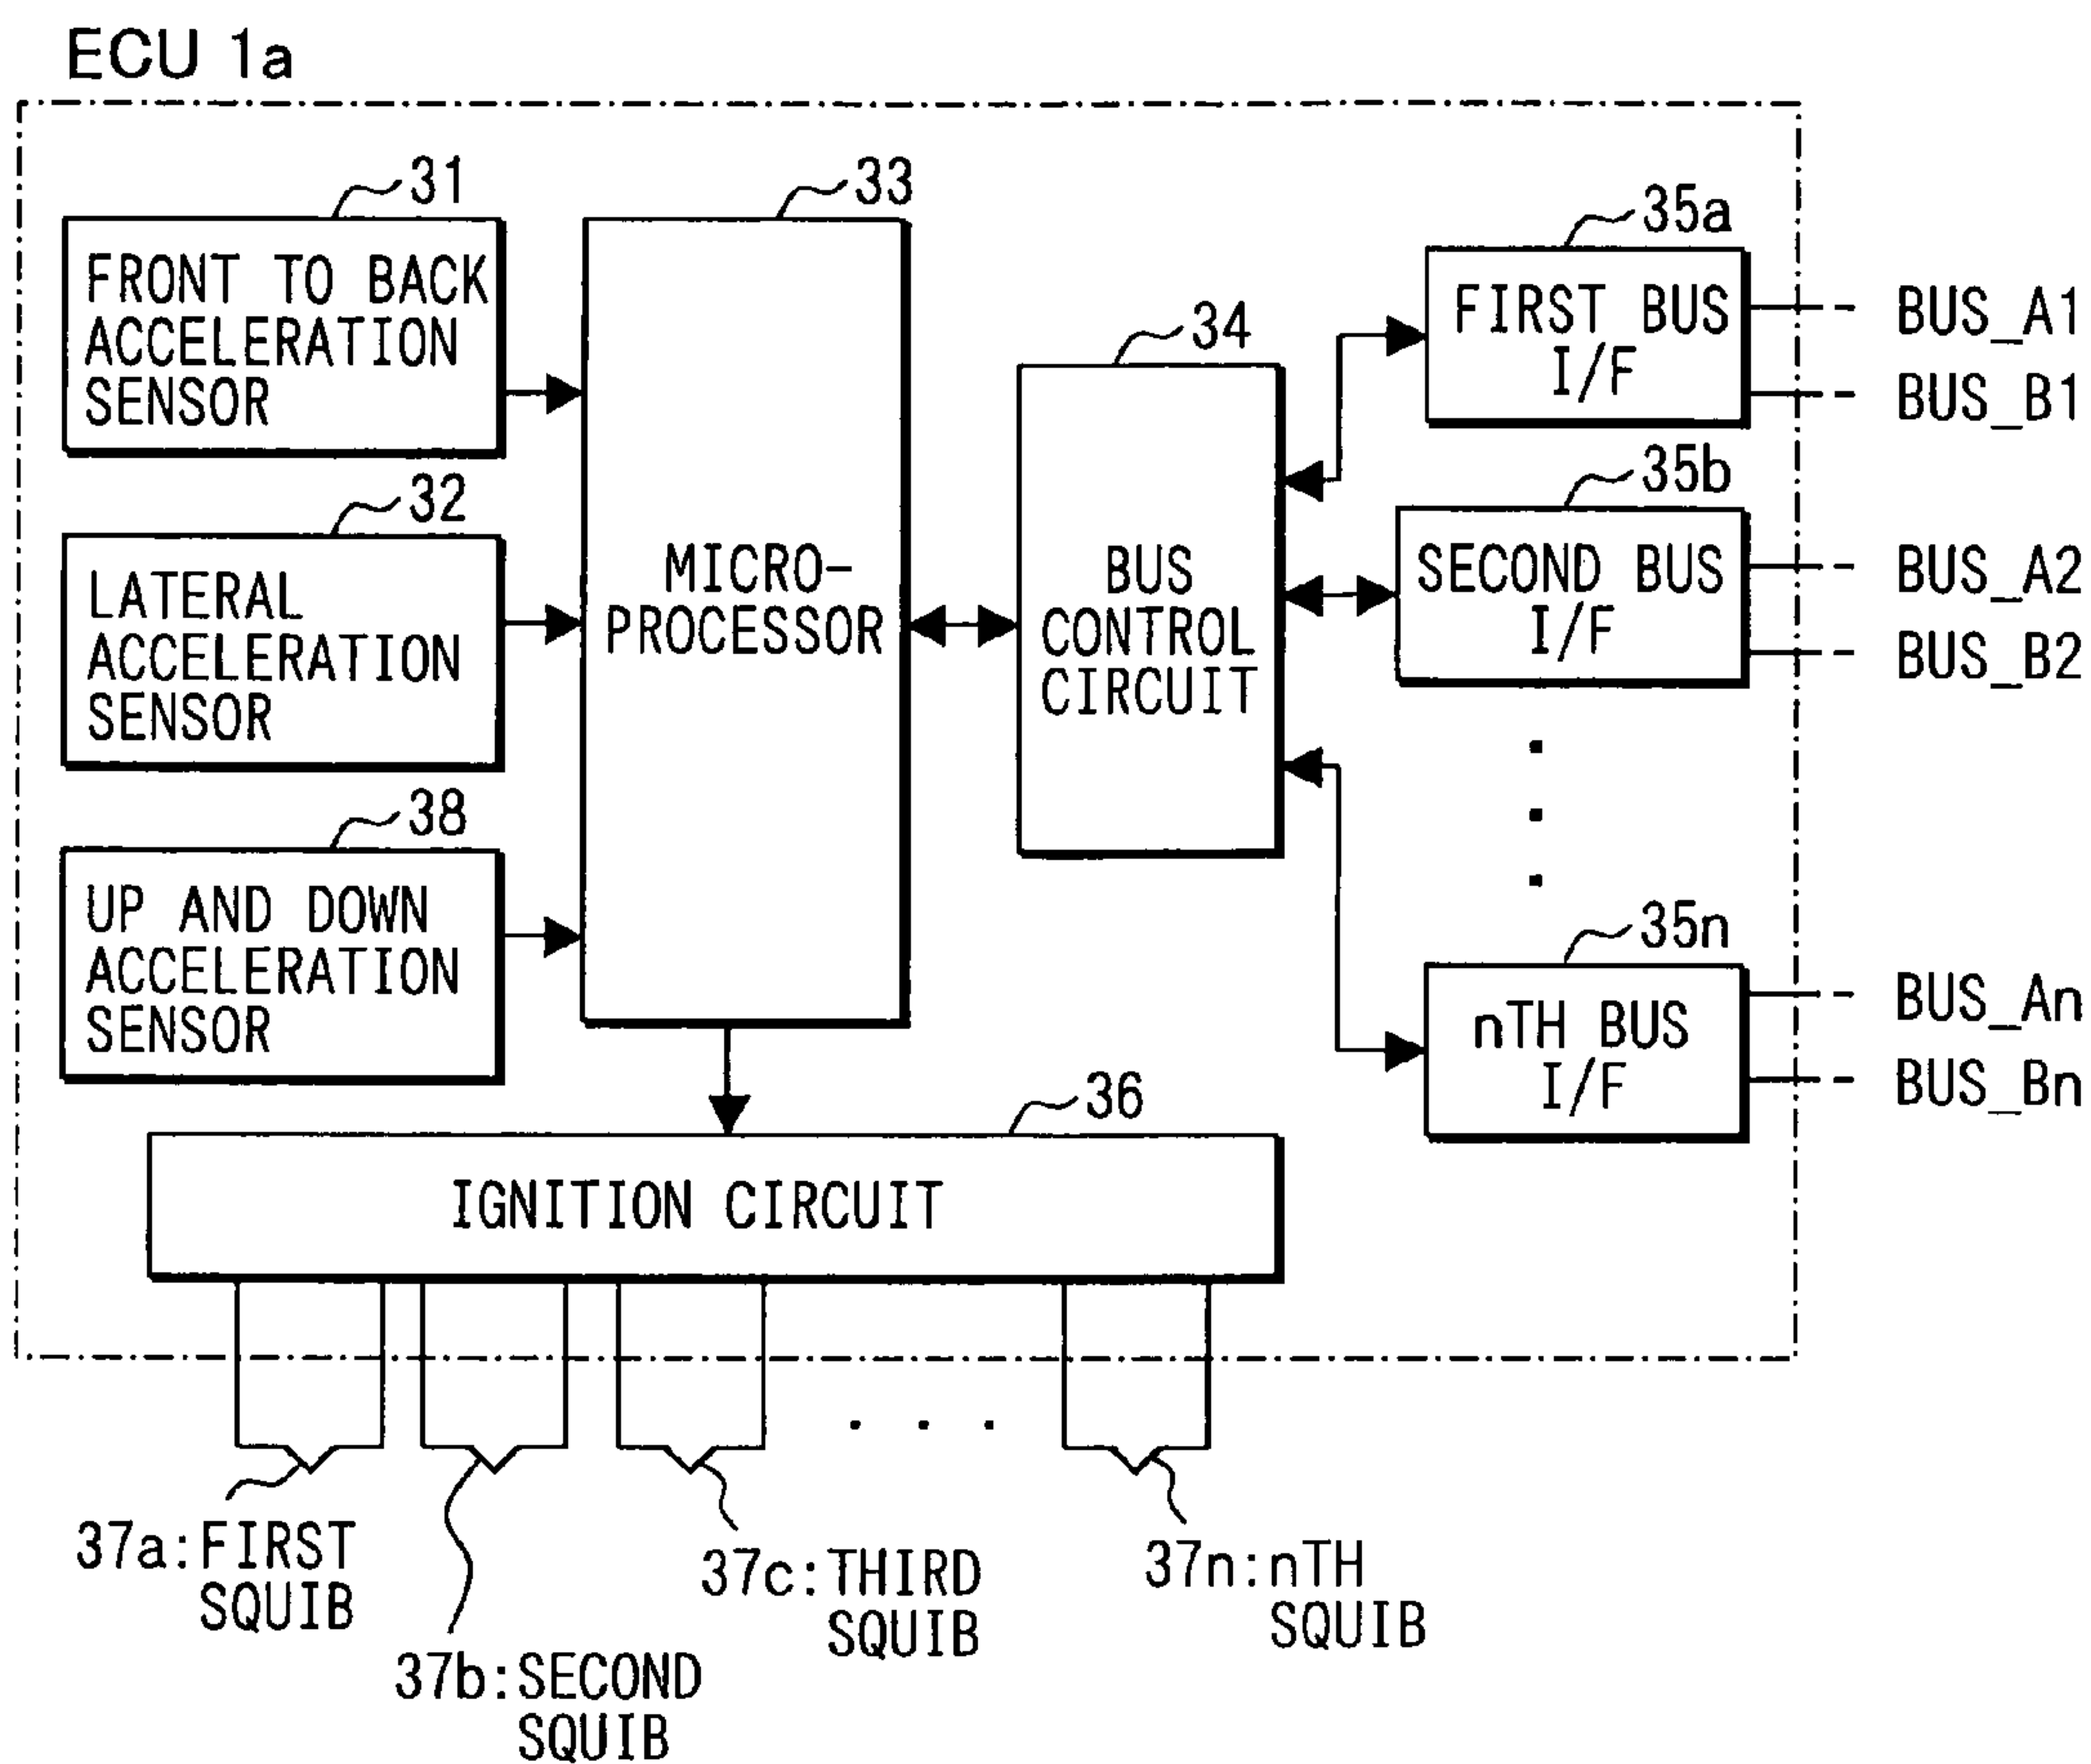 ECU 1a
31
FRONT TO BACK
ACCELERATION
SENSOR
32
LATERAL
ACCELERATION
SENSOR
38
UP AND DOWN
ACCELERATION
SENSOR
33
MICRO-
PROCESSOR
34
BUS
CONTROL
CIRCUIT
35a
FIRST BUS
I/F
BUS_A1
BUS_B1
35b
SECOND BUS
I/F
BUS_A2
BUS_B2
35n
nTH BUS
I/F
BUS_An
BUS_Bn
36
IGNITION CIRCUIT
37a:FIRST
SQUIB
37b:SECOND
SQUIB
37c:THIRD
SQUIB
37n:nTH
SQUIB